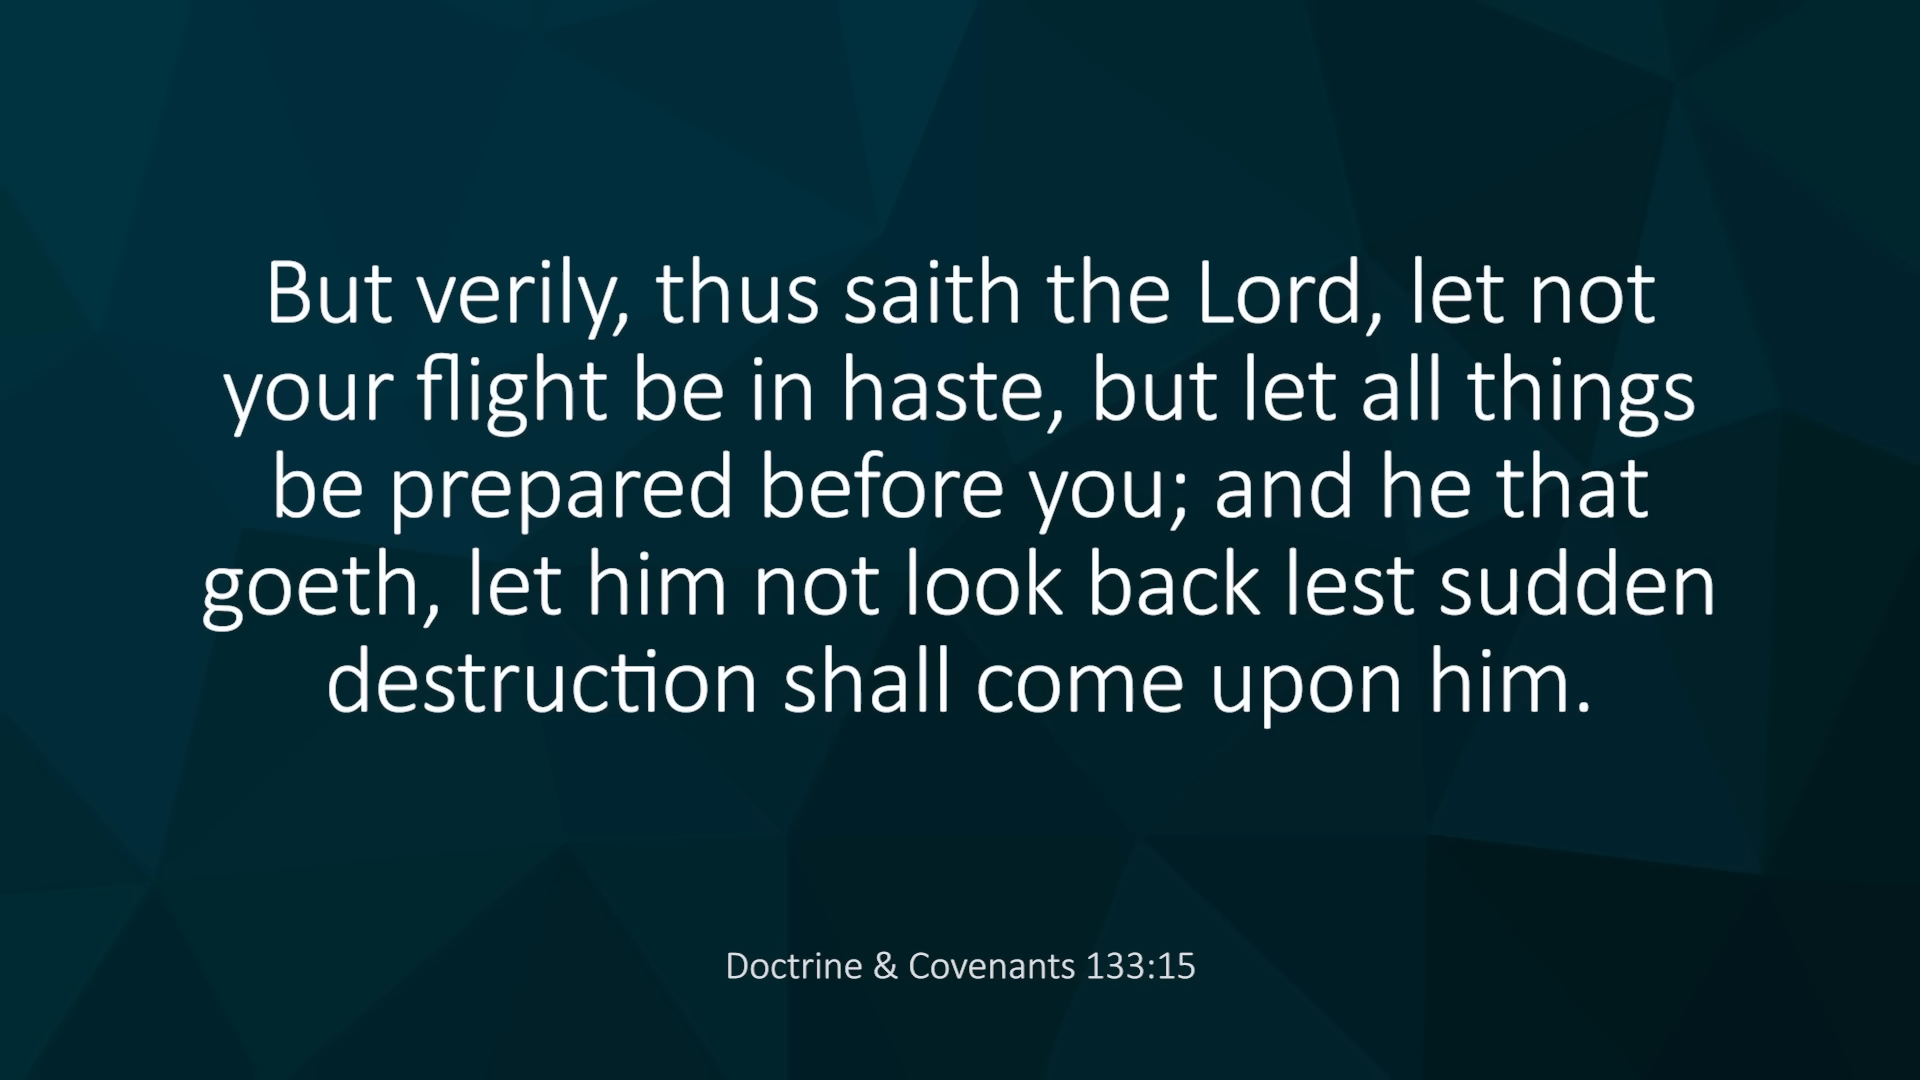 But verily, thus saith the Lord, let not
your flight be in haste, but let all things
be prepared before you; and he that
goeth, let him not look back lest sudden
destruction shall come upon him.
Doctrine & Covenants 133:15